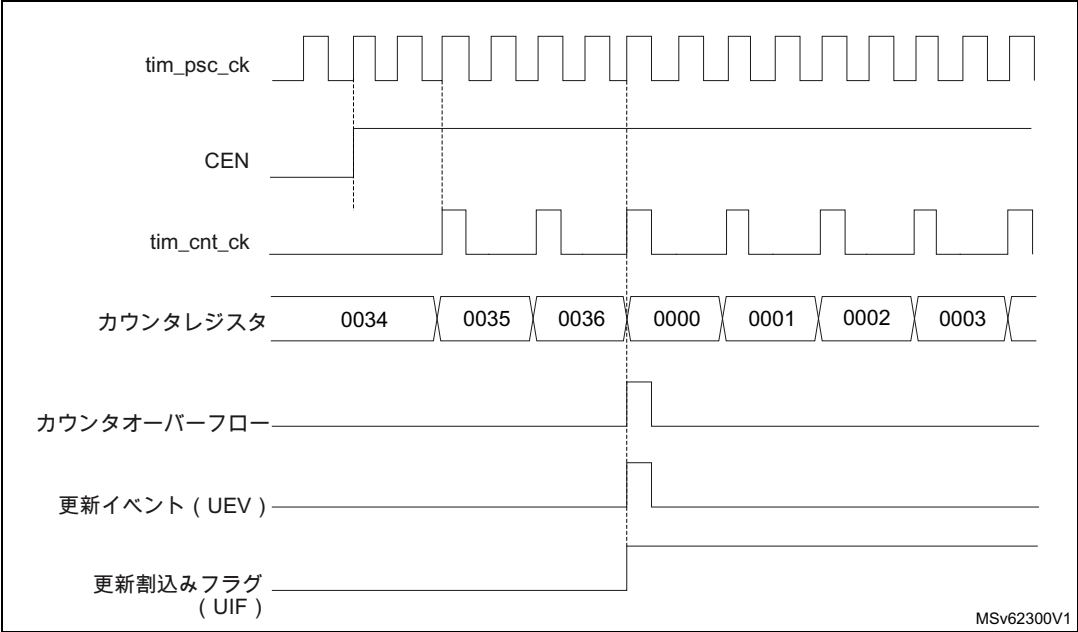 tim_psc_ck
CEN
tim_cnt_ck
カウンタレジスタ 0034 0035 0036 0000 0001 0002 0003
カウンタオーバーフロー
更新イベント ( UEV )
更新割込みフラグ
( UIF )
MSv62300V1